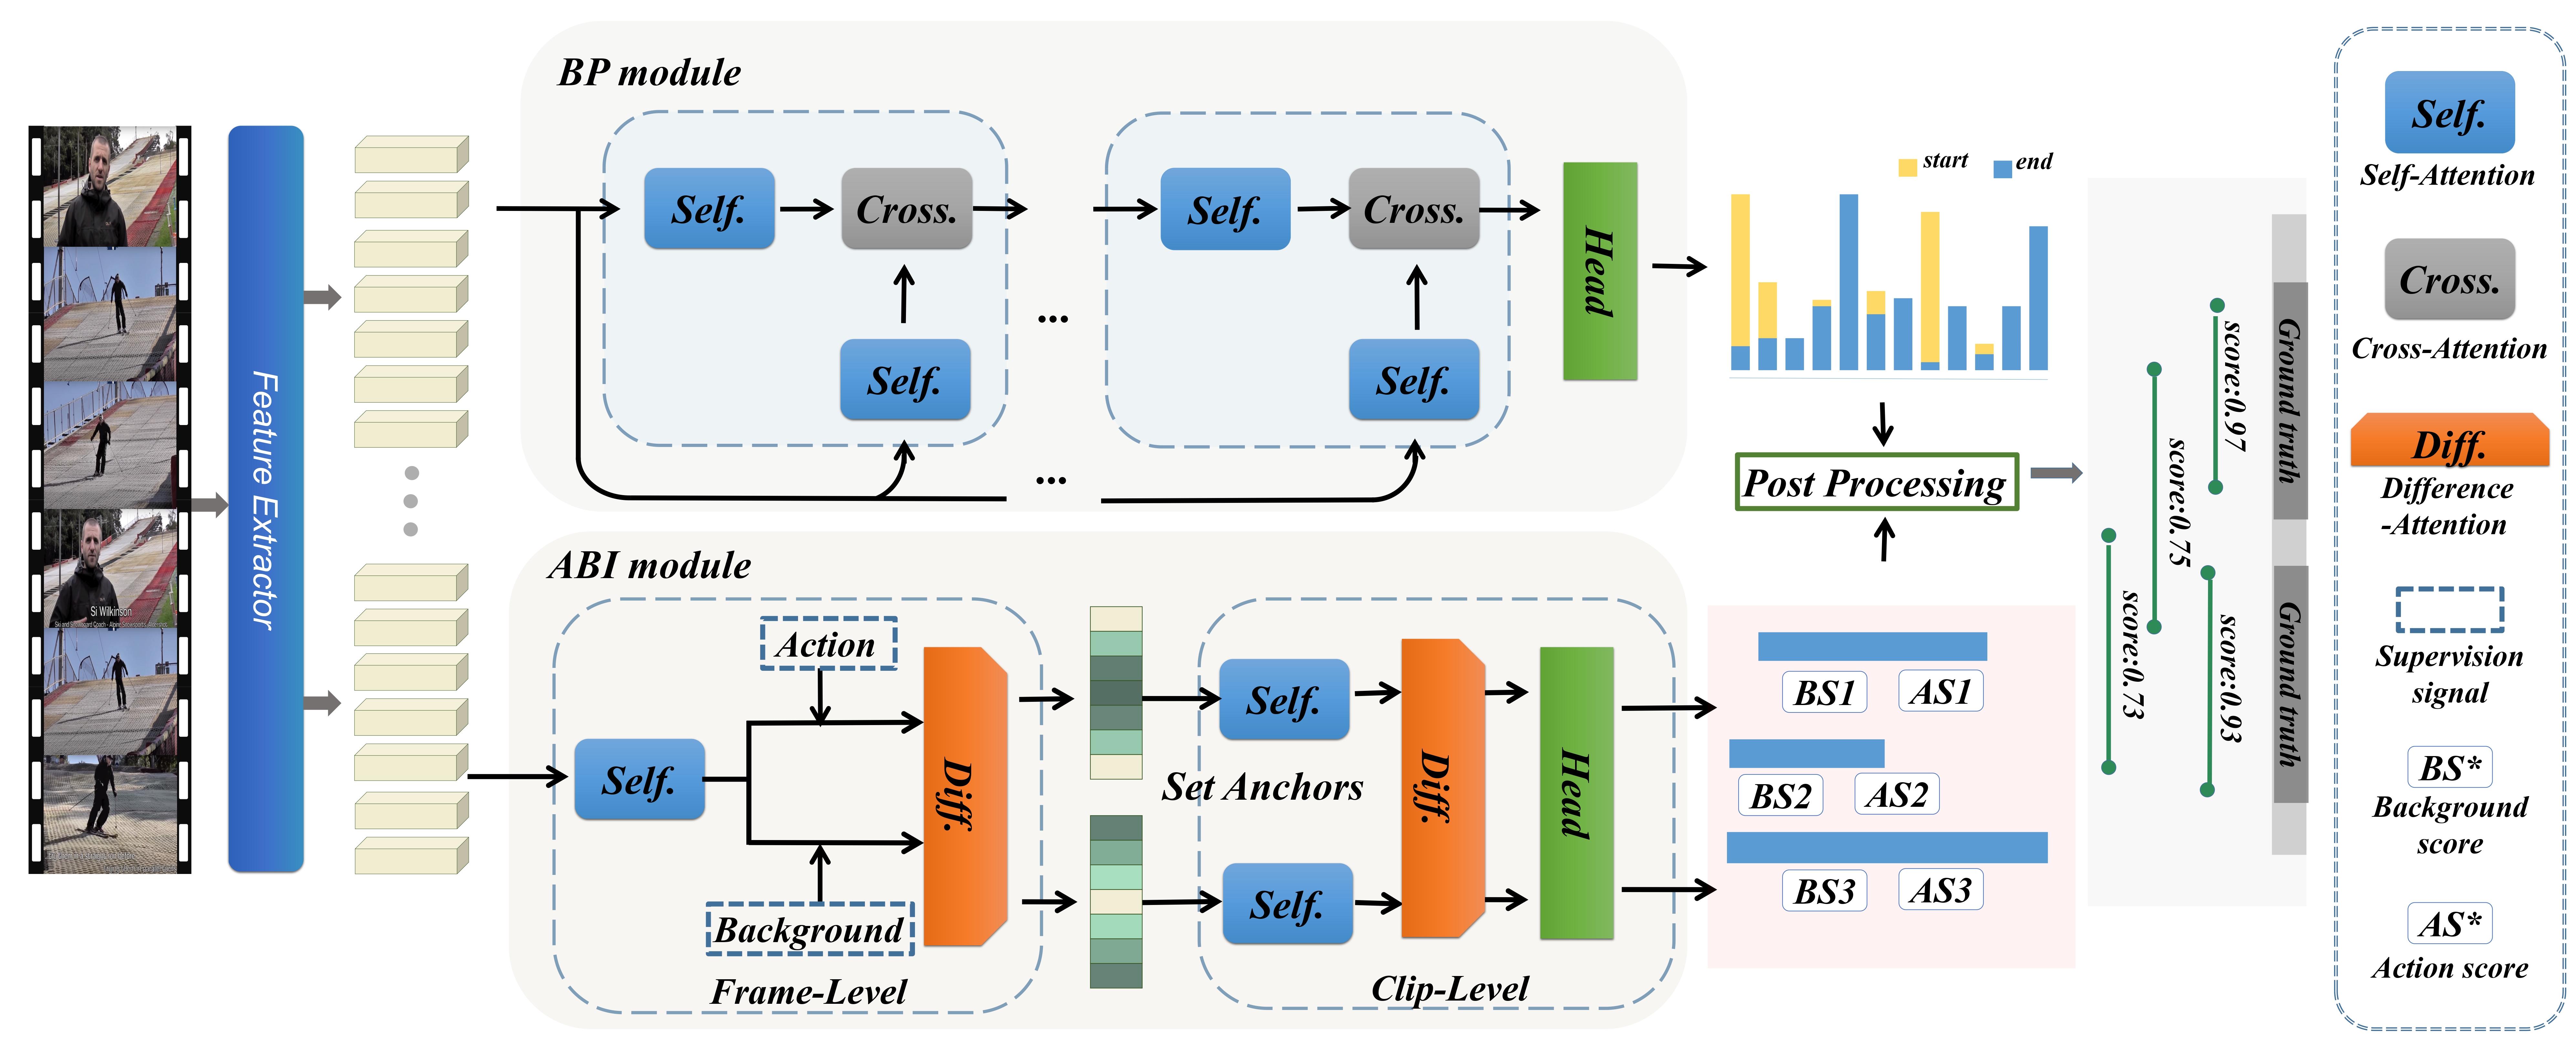 BP module
Self.
Cross.
Self.
...
Self.
Cross.
Self.
...
Head
Feature Extractor
Si Wilkinson
ABI module
Action
Self.
Background
Diff.
Frame-Level
Set Anchors
Self.
Self.
Diff.
Head
Clip-Level
start
end
Post Processing
BS1
AS1
BS2
AS2
BS3
AS3
score:0.97
score:0.75
score:0.73
score:0.93
Ground truth
Ground truth
Self.
Self-Attention
Cross.
Cross-Attention
Diff.
Difference
-Attention
Supervision
signal
BS*
Background
score
AS*
Action score